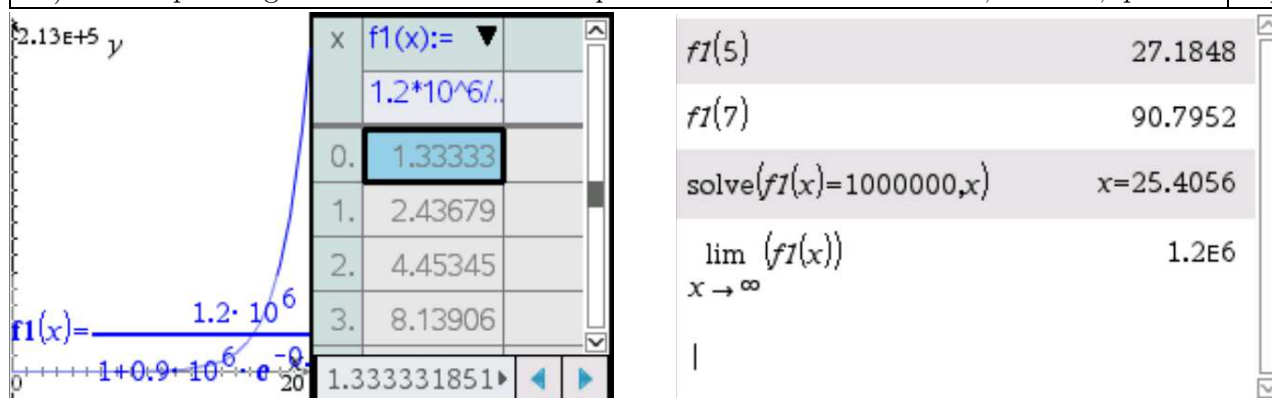 2.13E+5 y
f1(x)= 1.2·10^6
1+0.9·10^6·e^-0.
0 20
x f1(x):= ▼
1.2*10^6/..
0. 1.33333
1. 2.43679
2. 4.45345
3. 8.13906
1.333331851▸
f1(5) 27.1848
f1(7) 90.7952
solve(f1(x)=1000000,x) x=25.4056
lim (f1(x)) 1.2E6
x → ∞